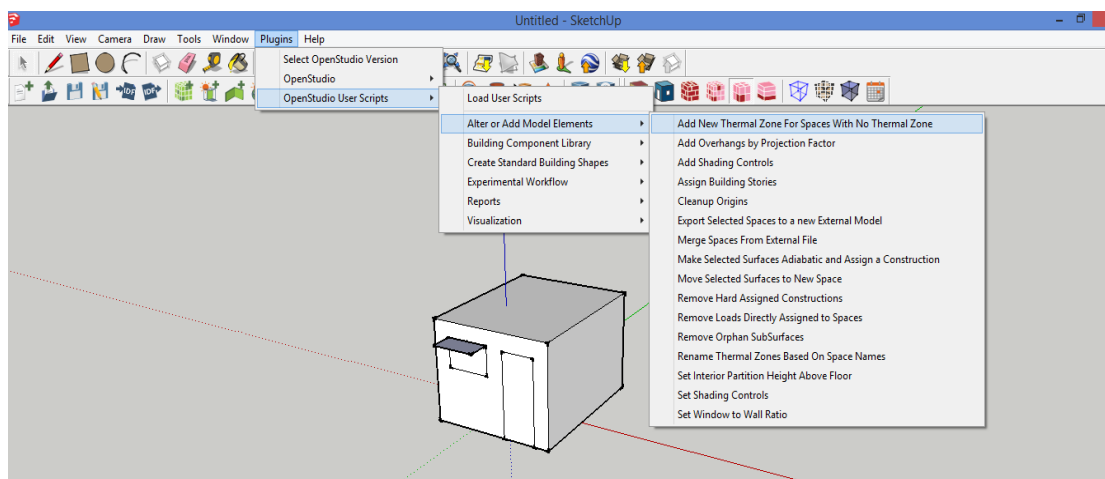 Untitled - SketchUp
File Edit View Camera Draw Tools Window Plugins Help
Select OpenStudio Version
OpenStudio
OpenStudio User Scripts
Load User Scripts
Alter or Add Model Elements
Building Component Library
Create Standard Building Shapes
Experimental Workflow
Reports
Visualization
Add New Thermal Zone For Spaces With No Thermal Zone
Add Overhangs by Projection Factor
Add Shading Controls
Assign Building Stories
Cleanup Origins
Export Selected Spaces to a new External Model
Merge Spaces From External File
Make Selected Surfaces Adiabatic and Assign a Construction
Move Selected Surfaces to New Space
Remove Hard Assigned Constructions
Remove Loads Directly Assigned to Spaces
Remove Orphan SubSurfaces
Rename Thermal Zones Based On Space Names
Set Interior Partition Height Above Floor
Set Shading Controls
Set Window to Wall Ratio